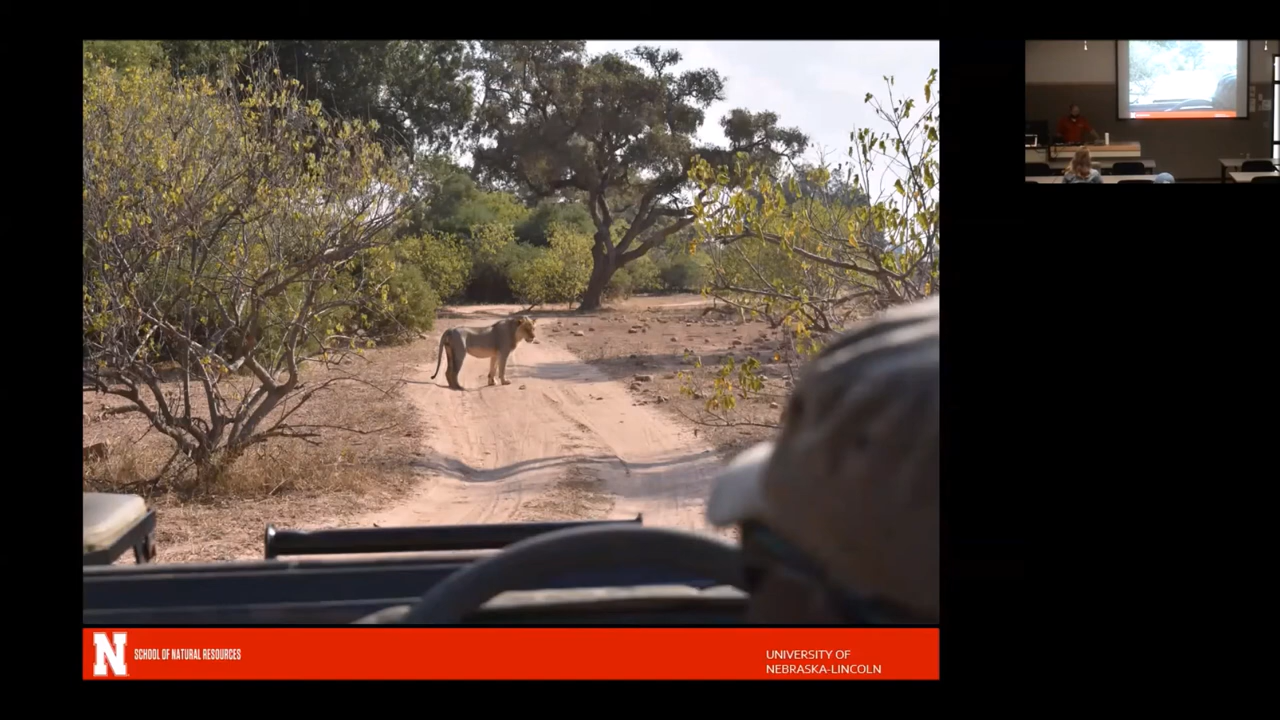 N
SCHOOL OF NATURAL RESOURCES
UNIVERSITY OF
NEBRASKA-LINCOLN